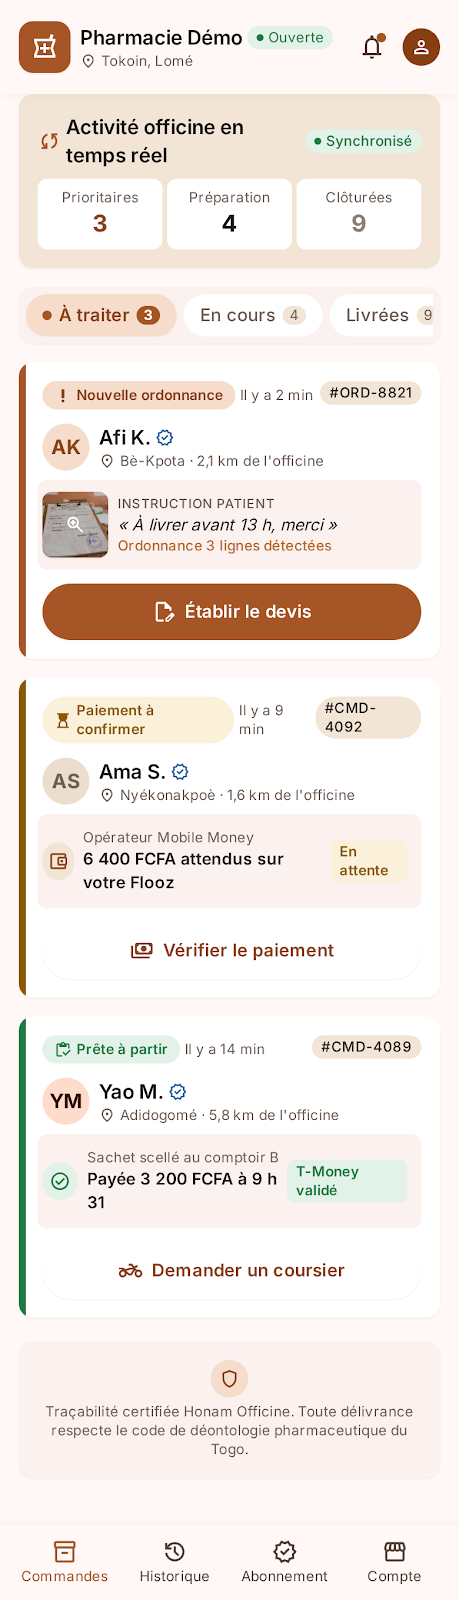 Pharmacie Démo
Ouverte
Tokoin, Lomé
Activité officine en
temps réel
Synchronisé
Prioritaires
3
Préparation
4
Clôturées
9
À traiter 3
En cours 4
Livrées 9
Nouvelle ordonnance
Il y a 2 min
#ORD-8821
AK
Afi K.
Bè-Kpota · 2,1 km de l'officine
INSTRUCTION PATIENT
« À livrer avant 13 h, merci »
Ordonnance 3 lignes détectées
Établir le devis
Paiement à
confirmer
Il y a 9
min
#CMD-
4092
AS
Ama S.
Nyékonakpoè · 1,6 km de l'officine
Opérateur Mobile Money
6 400 FCFA attendus sur
votre Flooz
En
attente
Vérifier le paiement
Prête à partir
Il y a 14 min
#CMD-4089
YM
Yao M.
Adidogomé · 5,8 km de l'officine
Sachet scellé au comptoir B
Payée 3 200 FCFA à 9 h
31
T-Money
validé
Demander un coursier
Traçabilité certifiée Honam Officine. Toute délivrance
respecte le code de déontologie pharmaceutique du
Togo.
Commandes
Historique
Abonnement
Compte